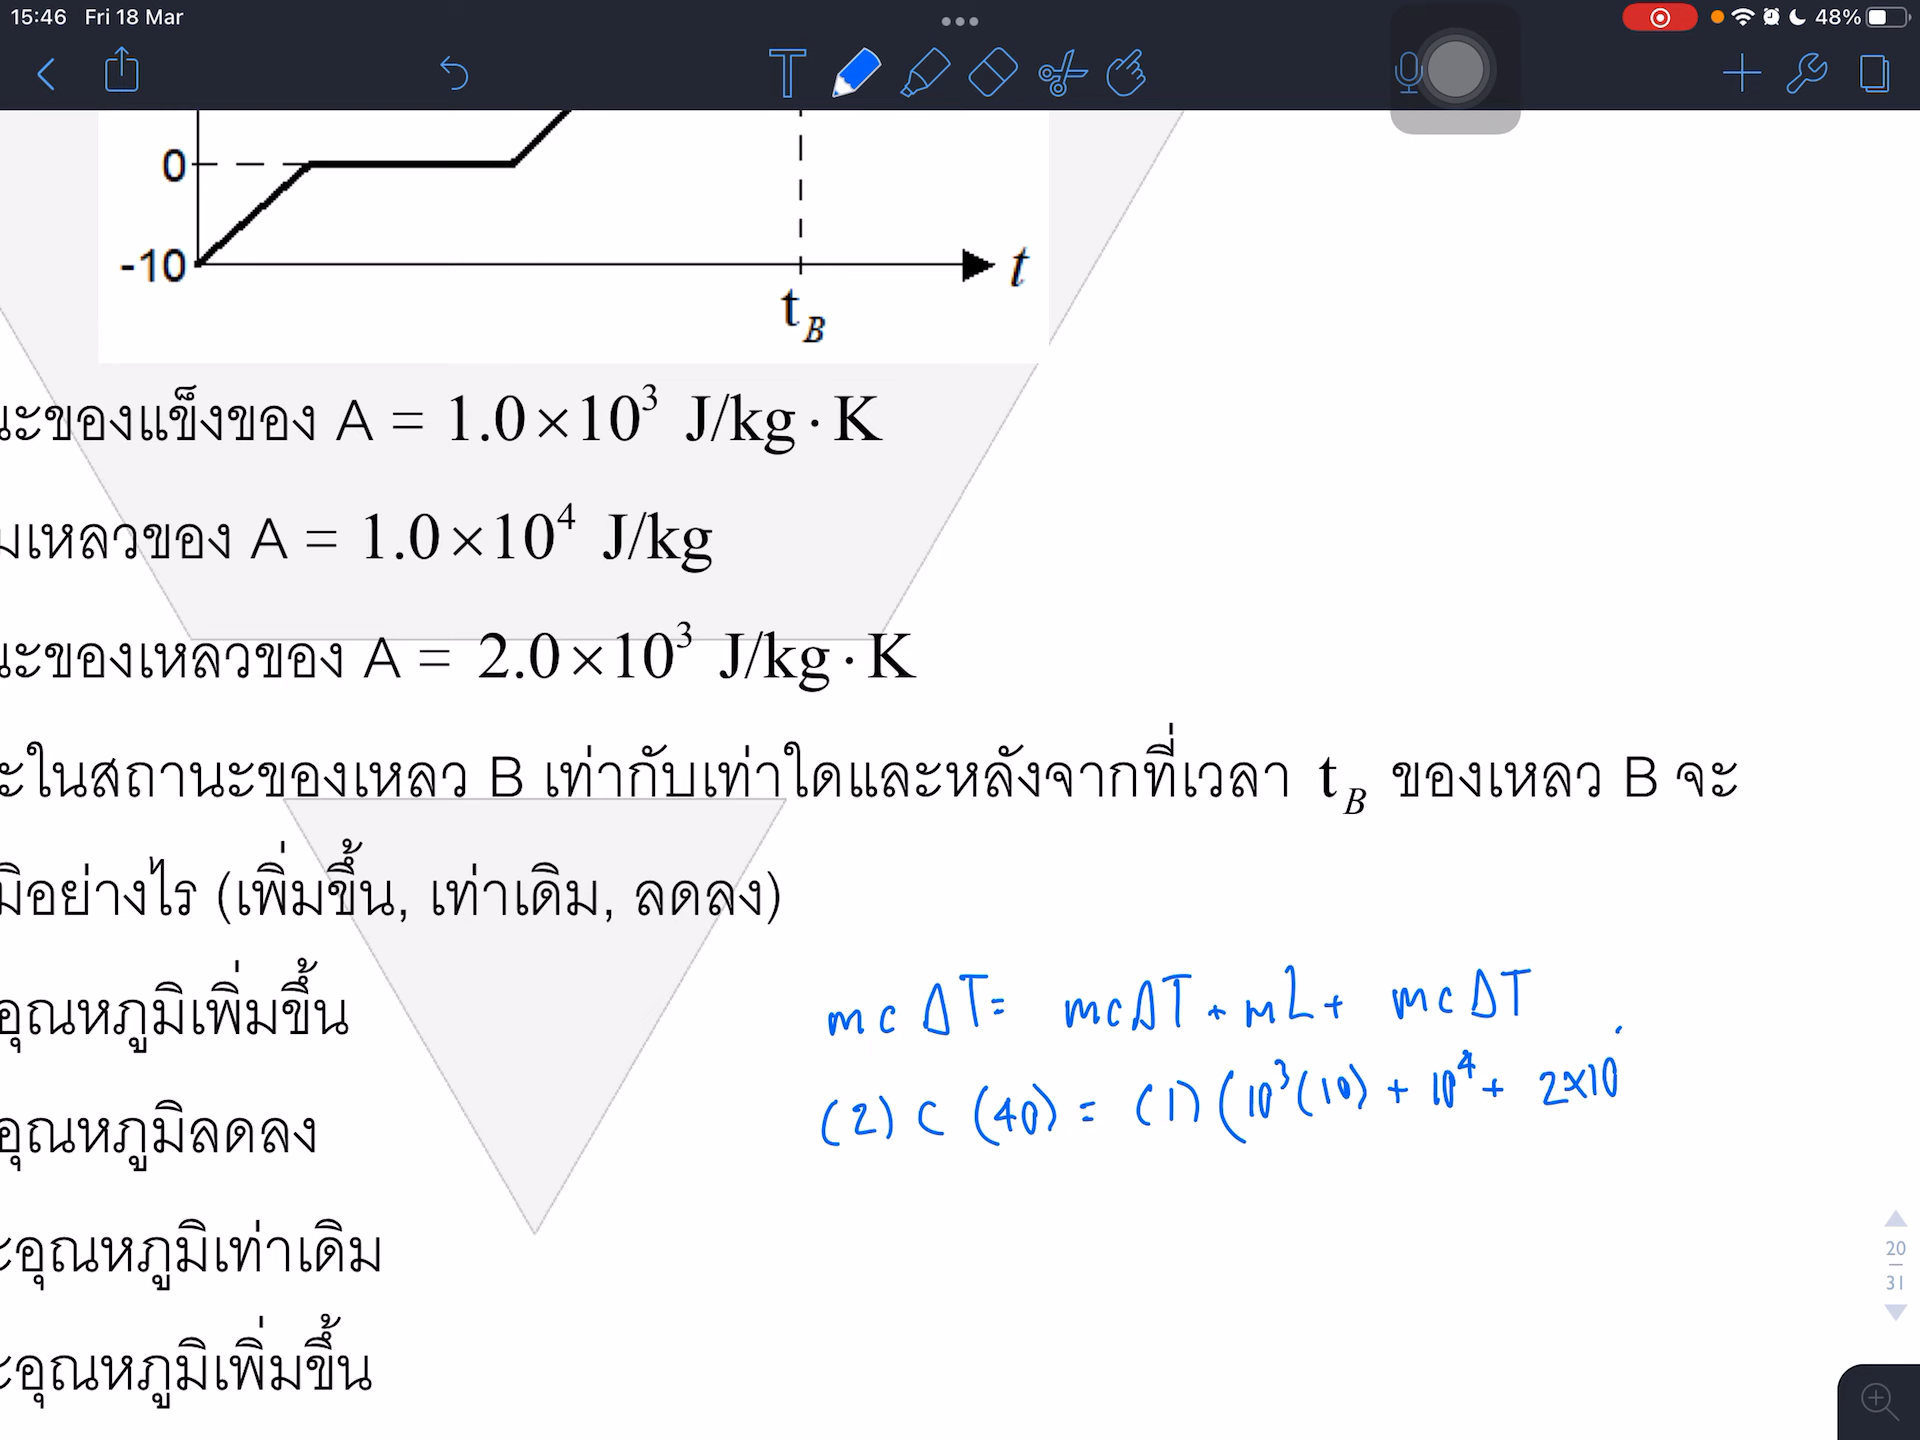 15:46 Fri 18 Mar
48%
0
-10
t
t_B
ของแข็งของ A = 1.0×10³ J/kg·K
เหลวของ A = 1.0×10⁴ J/kg
ของเหลวของ A = 2.0×10³ J/kg·K
ในสถานะของเหลว B เท่ากับเท่าใดและหลังจากที่เวลา t_B ของเหลว B จะ
อย่างไร (เพิ่มขึ้น, เท่าเดิม, ลดลง)
อุณหภูมิเพิ่มขึ้น
mcΔT = mcΔT + mL + mcΔT
(2) c (40) = (1) (10³(10) + 10⁴ + 2×10
อุณหภูมิลดลง
อุณหภูมิเท่าเดิม
20
31
อุณหภูมิเพิ่มขึ้น